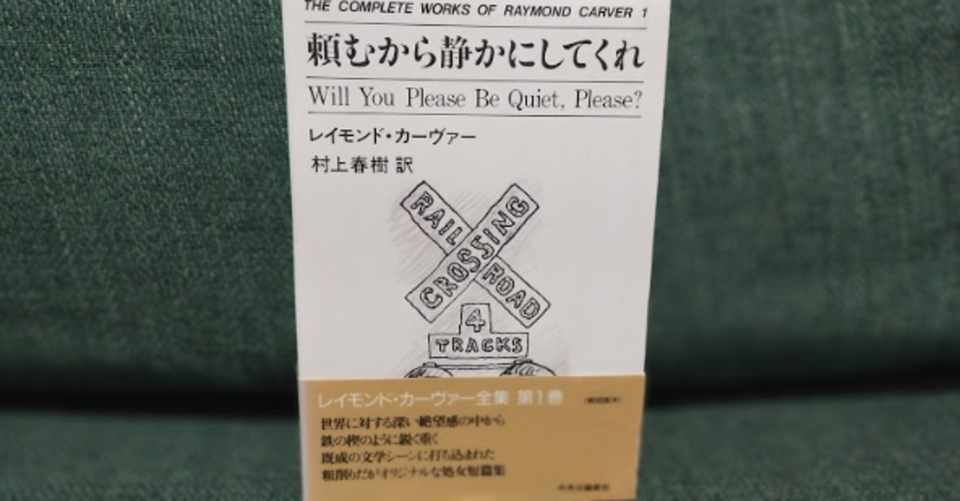 THE COMPLETE WORKS OF RAYMOND CARVER 1
頼むから静かにしてくれ
Will You Please Be Quiet, Please?
レイモンド・カーヴァー
村上春樹 訳
RAIL ROAD
CROSSING
4
TRACKS
レイモンド・カーヴァー全集 第1巻
世界に対する深い絶望感の中から
鉄の楔のように鋭く重く
既成の文学シーンに打ち込まれた
粗削りだがオリジナルな処女短篇集